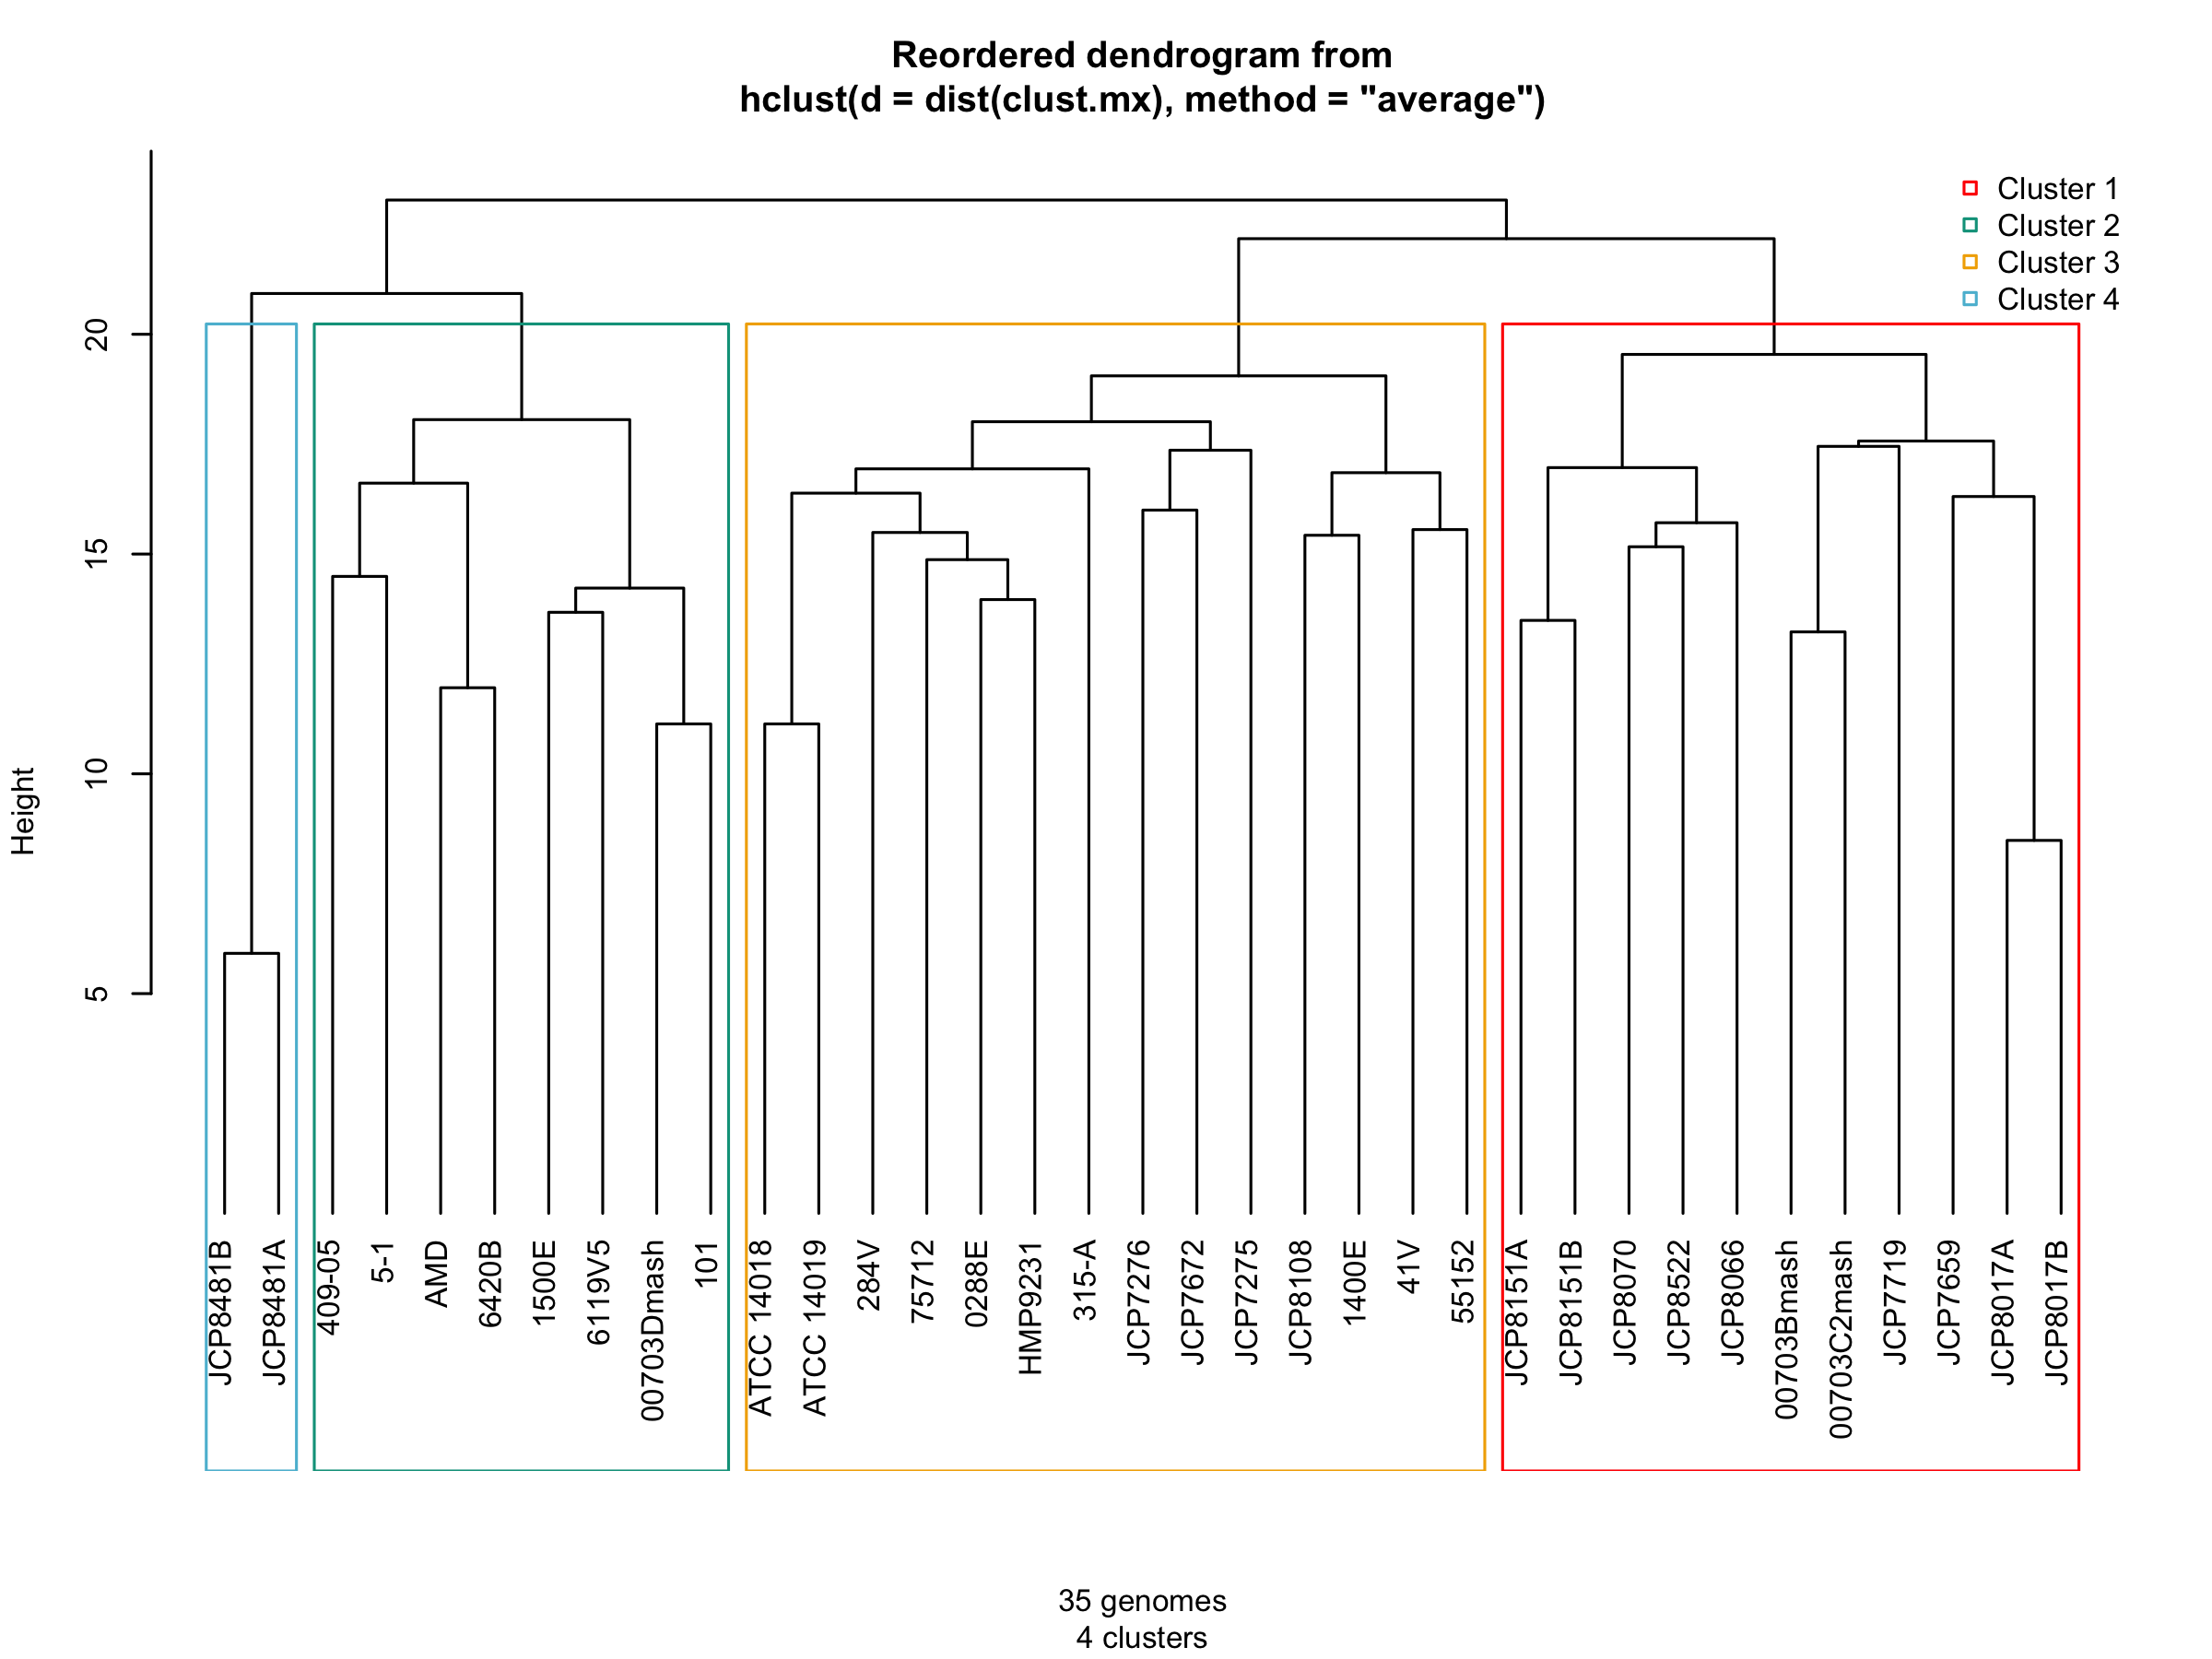 Reordered dendrogram from
hclust(d = dist(clust.mx), method = "average")
Cluster 1
Cluster 2
Cluster 3
Cluster 4
Height
20
15
10
5
JCP8481B
JCP8481A
409-05
5-1
AMD
6420B
1500E
6119V5
00703Dmash
101
ATCC 14018
ATCC 14019
284V
75712
0288E
HMP9231
315-A
JCP7276
JCP7672
JCP7275
JCP8108
1400E
41V
55152
JCP8151A
JCP8151B
JCP8070
JCP8522
JCP8066
00703Bmash
00703C2mash
JCP7719
JCP7659
JCP8017A
JCP8017B
35 genomes
4 clusters